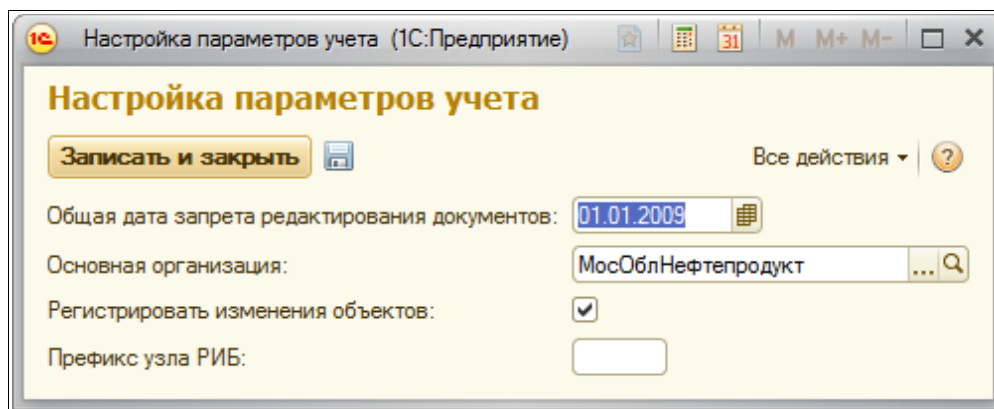 1С Настройка параметров учета (1С:Предприятие) 31 M M+ M-
Настройка параметров учета
Записать и закрыть Все действия ?
Общая дата запрета редактирования документов: 01.01.2009
Основная организация: МосОблНефтепродукт ...
Регистрировать изменения объектов:
Префикс узла РИБ: